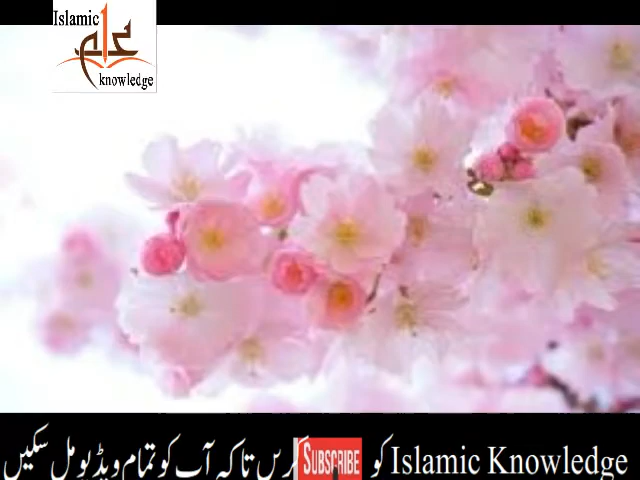 Islamic
علم
knowledge
Islamic Knowledge کو SUBSCRIBE کریں تاکہ آپ کو تمام ویڈیو مل سکیں